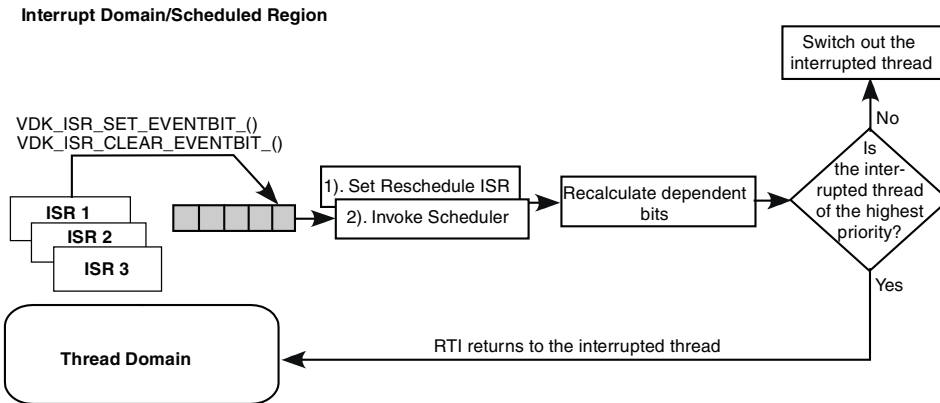 Interrupt Domain/Scheduled Region
Switch out the
interrupted thread
VDK_ISR_SET_EVENTBIT_()
VDK_ISR_CLEAR_EVENTBIT_()
No
Is
the inter-
rupted thread
of the highest
priority?
1). Set Reschedule ISR
2). Invoke Scheduler
Recalculate dependent
bits
ISR 1
ISR 2
ISR 3
Yes
Thread Domain
RTI returns to the interrupted thread